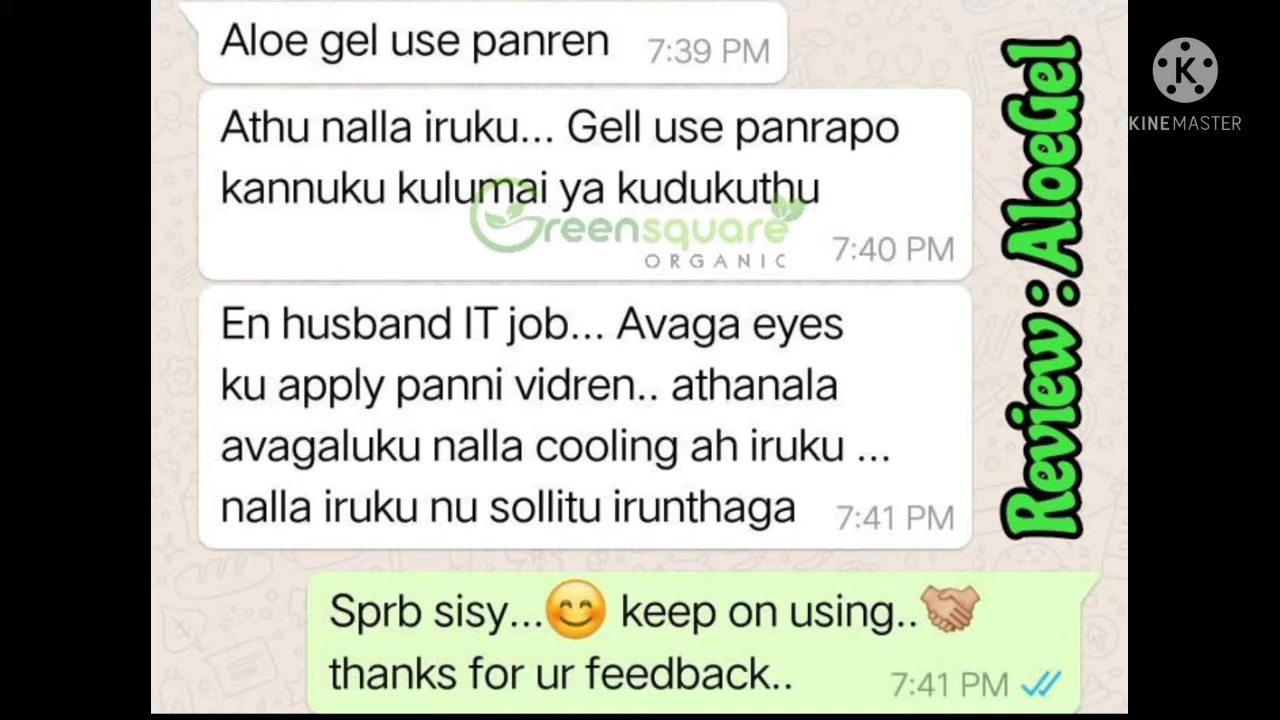 Aloe gel use panren 7:39 PM
Athu nalla iruku... Gell use panrapo
kannuku kulumai ya kudukuthu
Greensquare
ORGANIC
7:40 PM
En husband IT job... Avaga eyes
ku apply panni vidren.. athanala
avagaluku nalla cooling ah iruku ...
nalla iruku nu sollitu irunthaga 7:41 PM
Sprb sisy...😊 keep on using..🤝
thanks for ur feedback.. 7:41 PM
Review : AloeGel
K
KINEMASTER